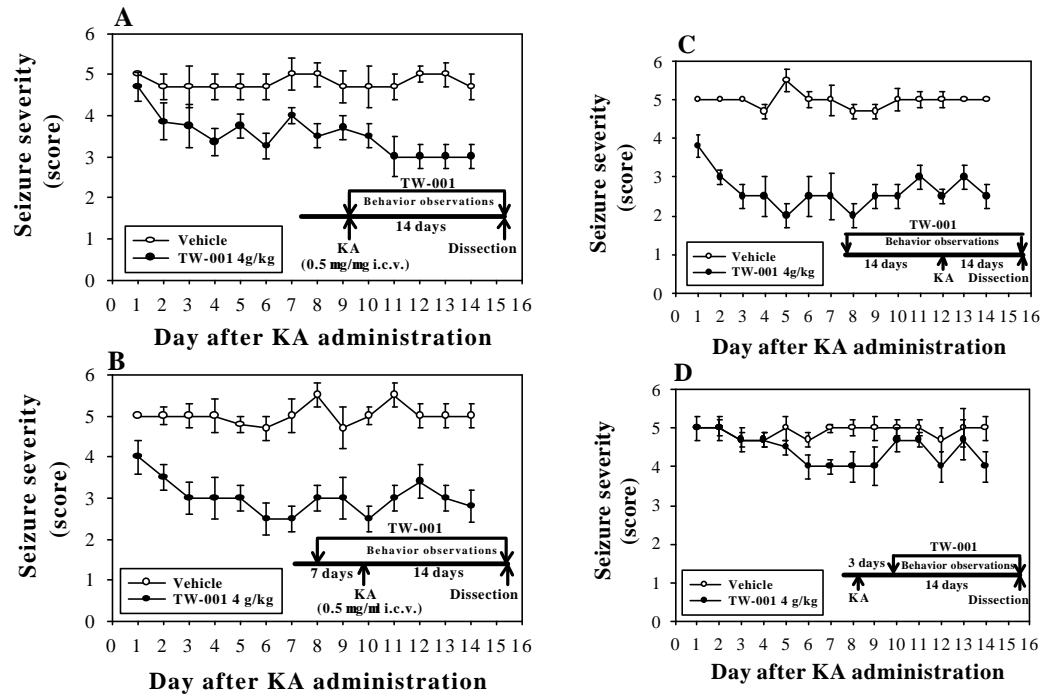 A
Seizure severity
(score)
6
5
4
3
2
1
0
TW-001
Behavior observations
14 days
KA
(0.5 mg/mg i.c.v.)
Dissection
Vehicle
TW-001 4g/kg
0 1 2 3 4 5 6 7 8 9 10 11 12 13 14 15 16
Day after KA administration
B
Seizure severity
(score)
6
5
4
3
2
1
0
TW-001
Behavior observations
7 days
14 days
KA
(0.5 mg/ml i.c.v.)
Dissection
Vehicle
TW-001 4 g/kg
0 1 2 3 4 5 6 7 8 9 10 11 12 13 14 15 16
Day after KA administration
C
Seizure severity
(score)
6
5
4
3
2
1
0
TW-001
Behavior observations
14 days
14 days
KA
Dissection
Vehicle
TW-001 4g/kg
0 1 2 3 4 5 6 7 8 9 10 11 12 13 14 15 16
Day after KA administration
D
Seizure severity
(score)
6
5
4
3
2
1
0
TW-001
3 days
Behavior observations
14 days
KA
Dissection
Vehicle
TW-001 4 g/kg
0 1 2 3 4 5 6 7 8 9 10 11 12 13 14 15 16
Day after KA administration